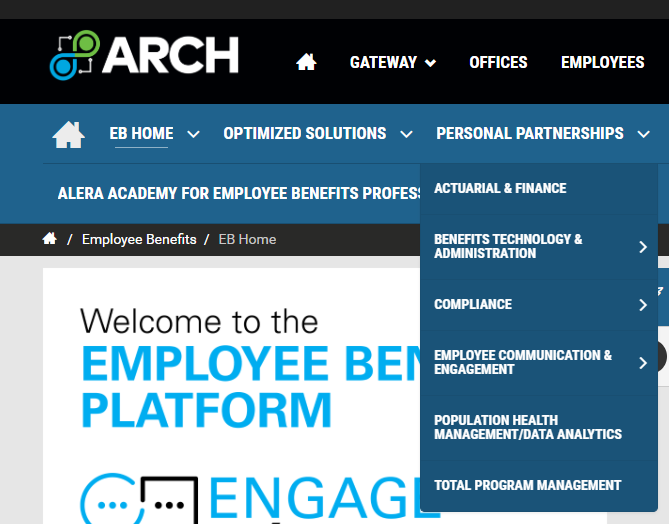 ARCH
GATEWAY OFFICES EMPLOYEES
EB HOME OPTIMIZED SOLUTIONS PERSONAL PARTNERSHIPS
ALERA ACADEMY FOR EMPLOYEE BENEFITS
/ Employee Benefits / EB Home
ACTUARIAL & FINANCE
BENEFITS TECHNOLOGY &
ADMINISTRATION
COMPLIANCE
EMPLOYEE COMMUNICATION &
ENGAGEMENT
POPULATION HEALTH
MANAGEMENT/DATA ANALYTICS
TOTAL PROGRAM MANAGEMENT
Welcome to the
EMPLOYEE BEN
PLATFORM
ENGAGE